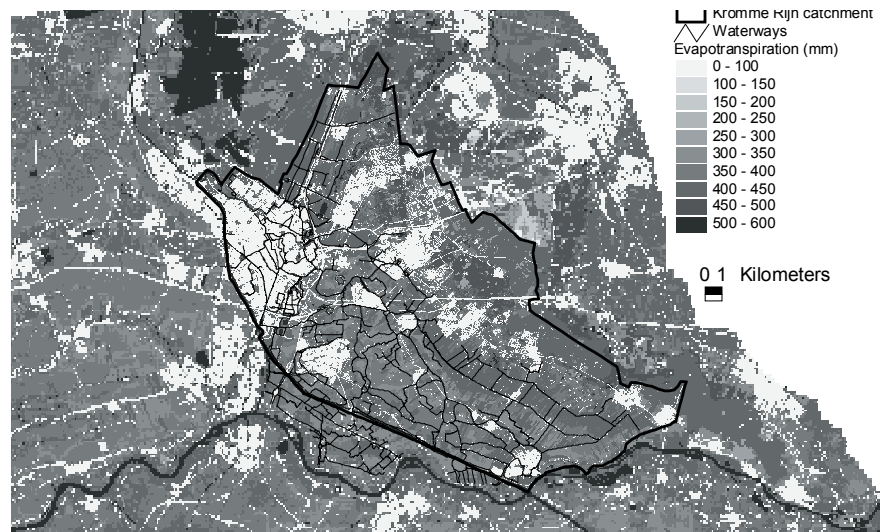 Kromme Rijn catchment
Waterways
Evapotranspiration (mm)
0 - 100
100 - 150
150 - 200
200 - 250
250 - 300
300 - 350
350 - 400
400 - 450
450 - 500
500 - 600
0 1 Kilometers